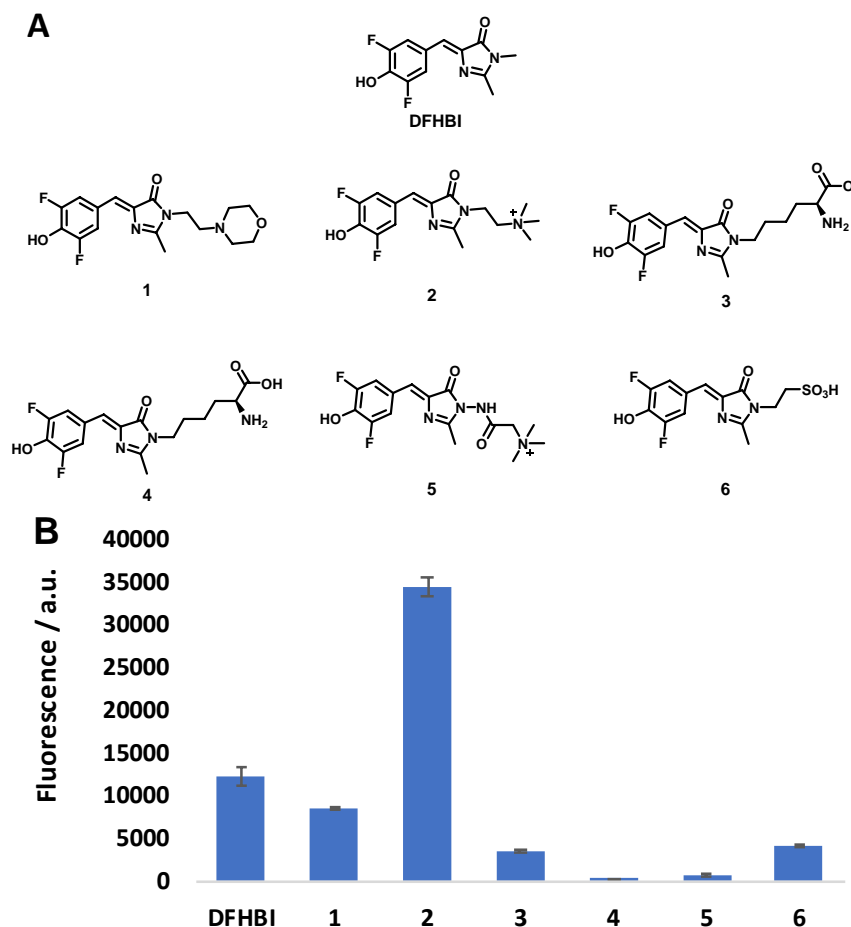 A
DFHBI
F
HO
F
O
N
N
DFHBI
F
HO
F
O
N
N
N
O
1
F
HO
F
O
N
N
N
+
2
F
HO
F
O
N
N
O
NH2
3
F
HO
F
O
N
N
O
OH
NH2
4
F
HO
F
O
N
N
NH
O
N
+
5
F
HO
F
O
N
N
SO3H
6
B
Fluorescence / a.u.
40000
35000
30000
25000
20000
15000
10000
5000
0
DFHBI 1 2 3 4 5 6